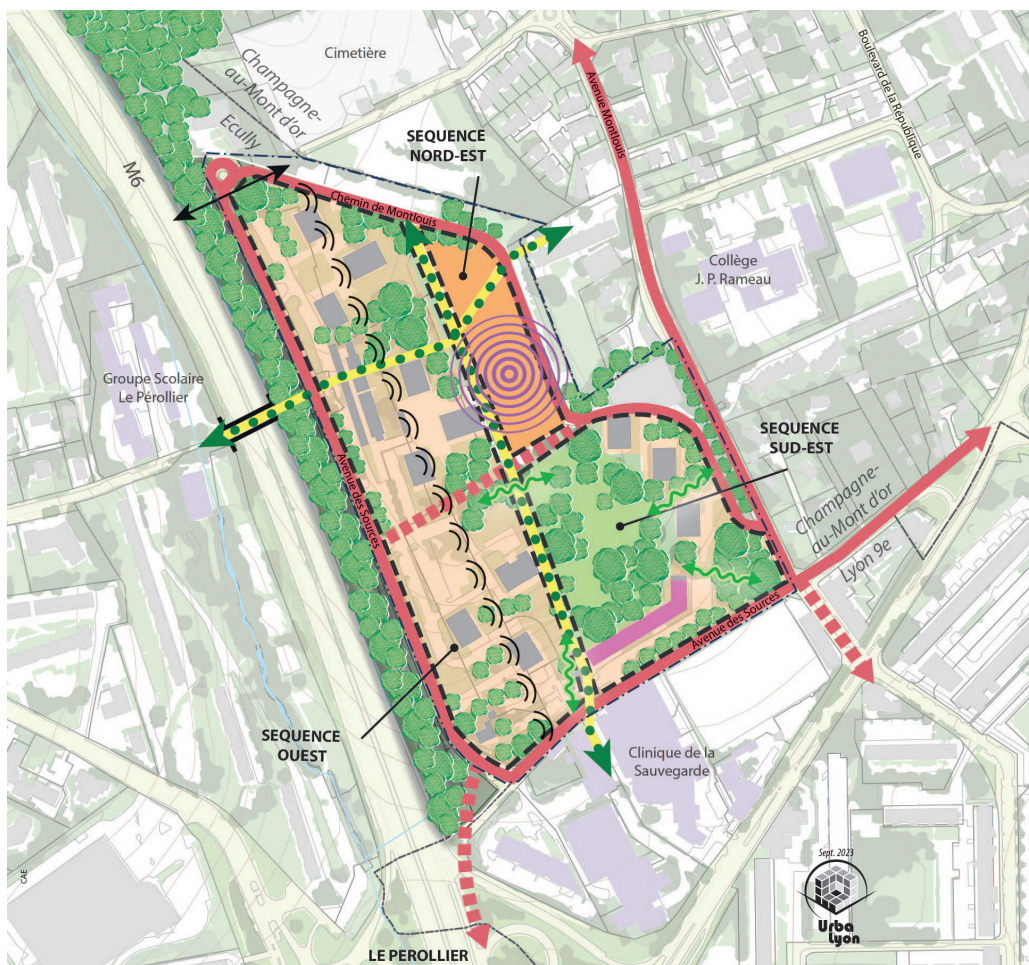 Cimetière
Champagne-
au-Mont d'or
Ecully
M6
SEQUENCE
NORD-EST
Chemin de Montlouis
Avenue Montlouis
Boulevard de la République
Collège
J. P. Rameau
Groupe Scolaire
Le Pérollier
Avenue des Sources
SEQUENCE
SUD-EST
Champagne-
au-Mont d'or
Lyon 9e
Avenue des Sources
SEQUENCE
OUEST
Clinique de la
Sauvegarde
LE PEROLLIER
CAE
Sept. 2023
Urba
Lyon